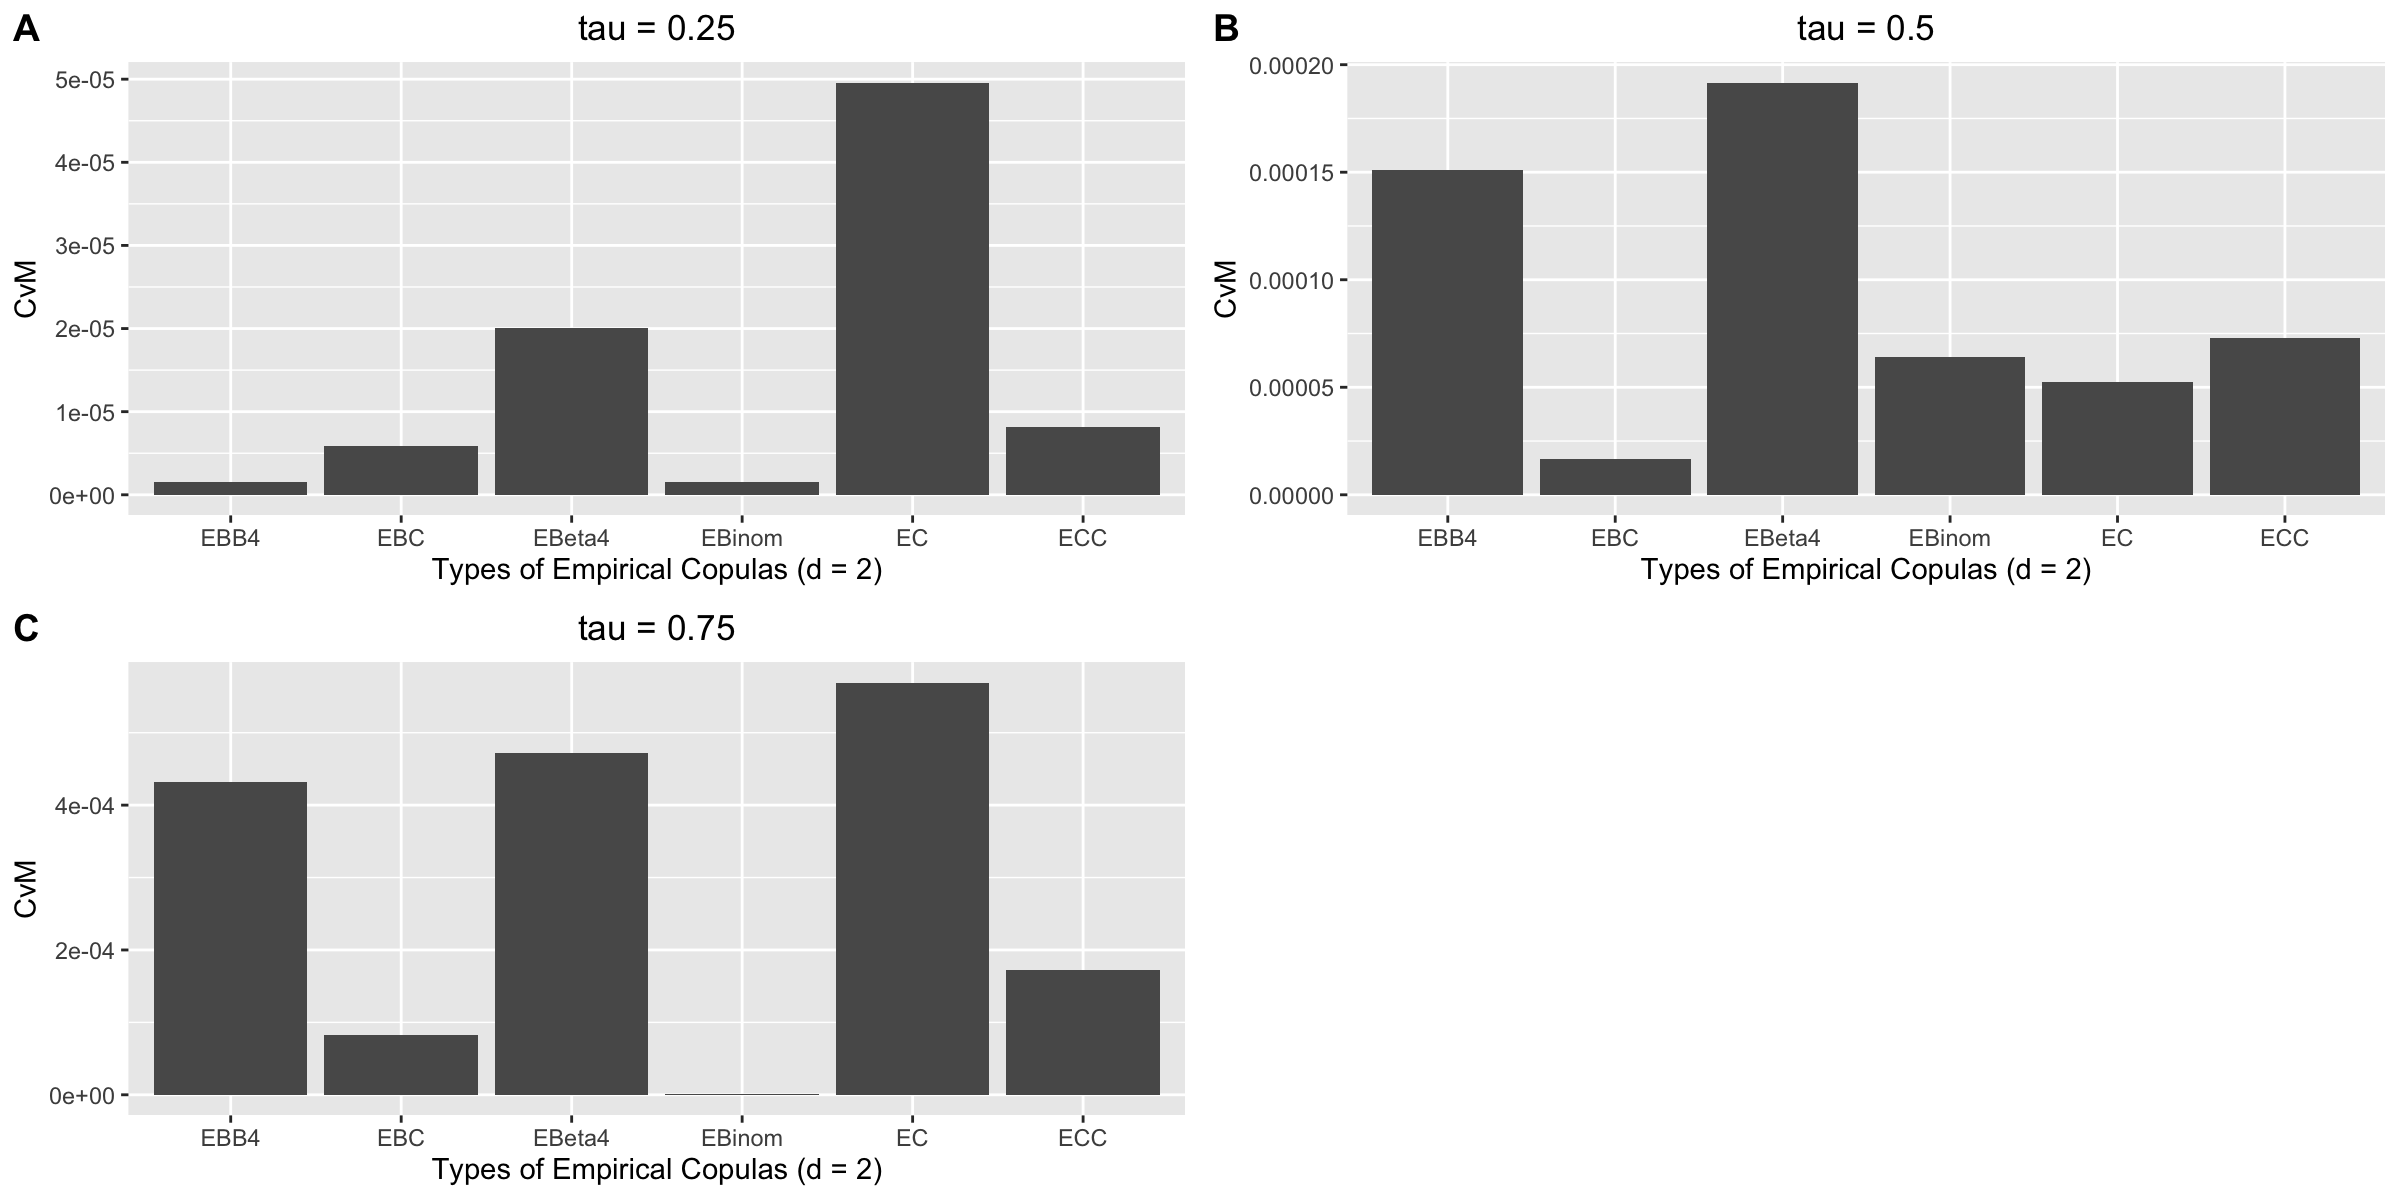 A
tau = 0.25
CvM
5e-05
4e-05
3e-05
2e-05
1e-05
0e+00
EBB4 EBC EBeta4 EBinom EC ECC
Types of Empirical Copulas (d = 2)
B
tau = 0.5
CvM
0.00020
0.00015
0.00010
0.00005
0.00000
EBB4 EBC EBeta4 EBinom EC ECC
Types of Empirical Copulas (d = 2)
C
tau = 0.75
CvM
4e-04
2e-04
0e+00
EBB4 EBC EBeta4 EBinom EC ECC
Types of Empirical Copulas (d = 2)